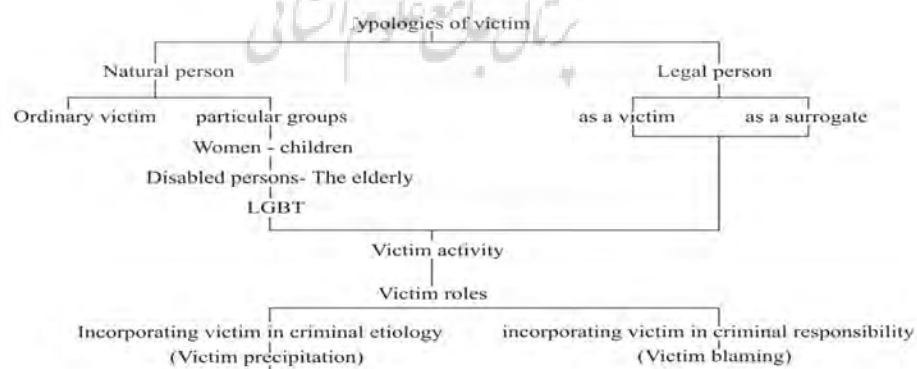 ypologies of victim
Natural person Legal person
Ordinary victim particular groups as a victim as a surrogate
Women - children
Disabled persons- The elderly
LGBT
Victim activity
Victim roles
Incorporating victim in criminal etiology incorporating victim in criminal responsibility
(Victim precipitation) (Victim blaming)